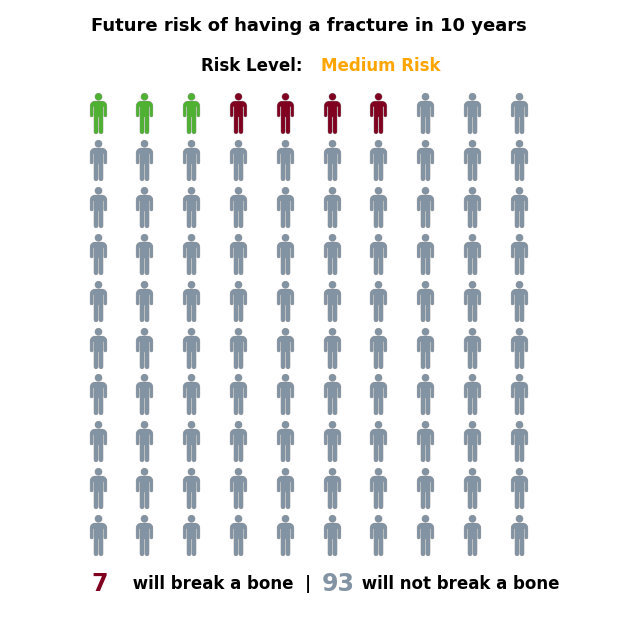 Future risk of having a fracture in 10 years
Risk Level: Medium Risk
7 will break a bone | 93 will not break a bone